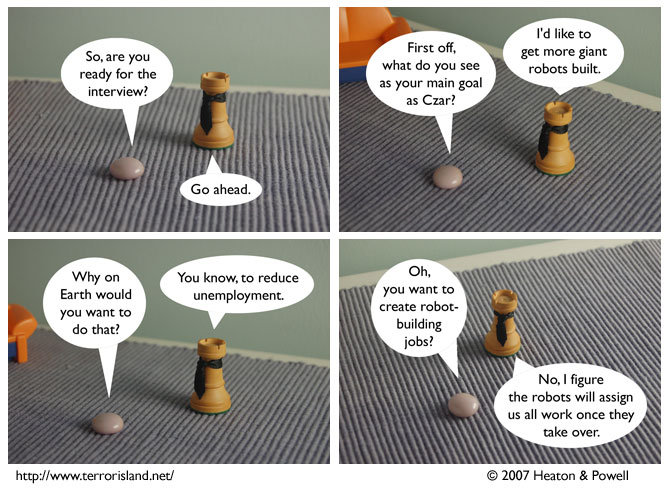 So, are you
ready for the
interview?
Go ahead.
First off,
what do you see
as your main goal
as Czar?
I'd like to
get more giant
robots built.
Why on
Earth would
you want to
do that?
You know, to reduce
unemployment.
Oh,
you want to
create robot-
building
jobs?
No, I figure
the robots will assign
us all work once they
take over.
http://www.terrorisland.net/
© 2007 Heaton & Powell